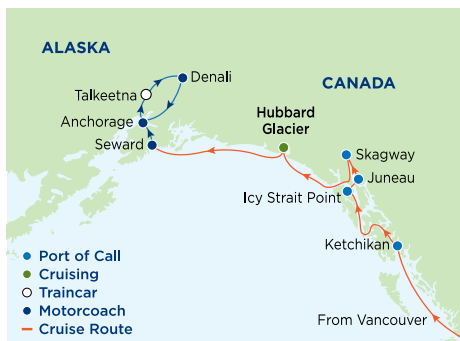 ALASKA
Denali
Talkeetna
CANADA
Anchorage
Hubbard
Glacier
Seward
Skagway
Juneau
Icy Strait Point
Ketchikan
Port of Call
Cruising
Traincar
Motorcoach
Cruise Route
From Vancouver